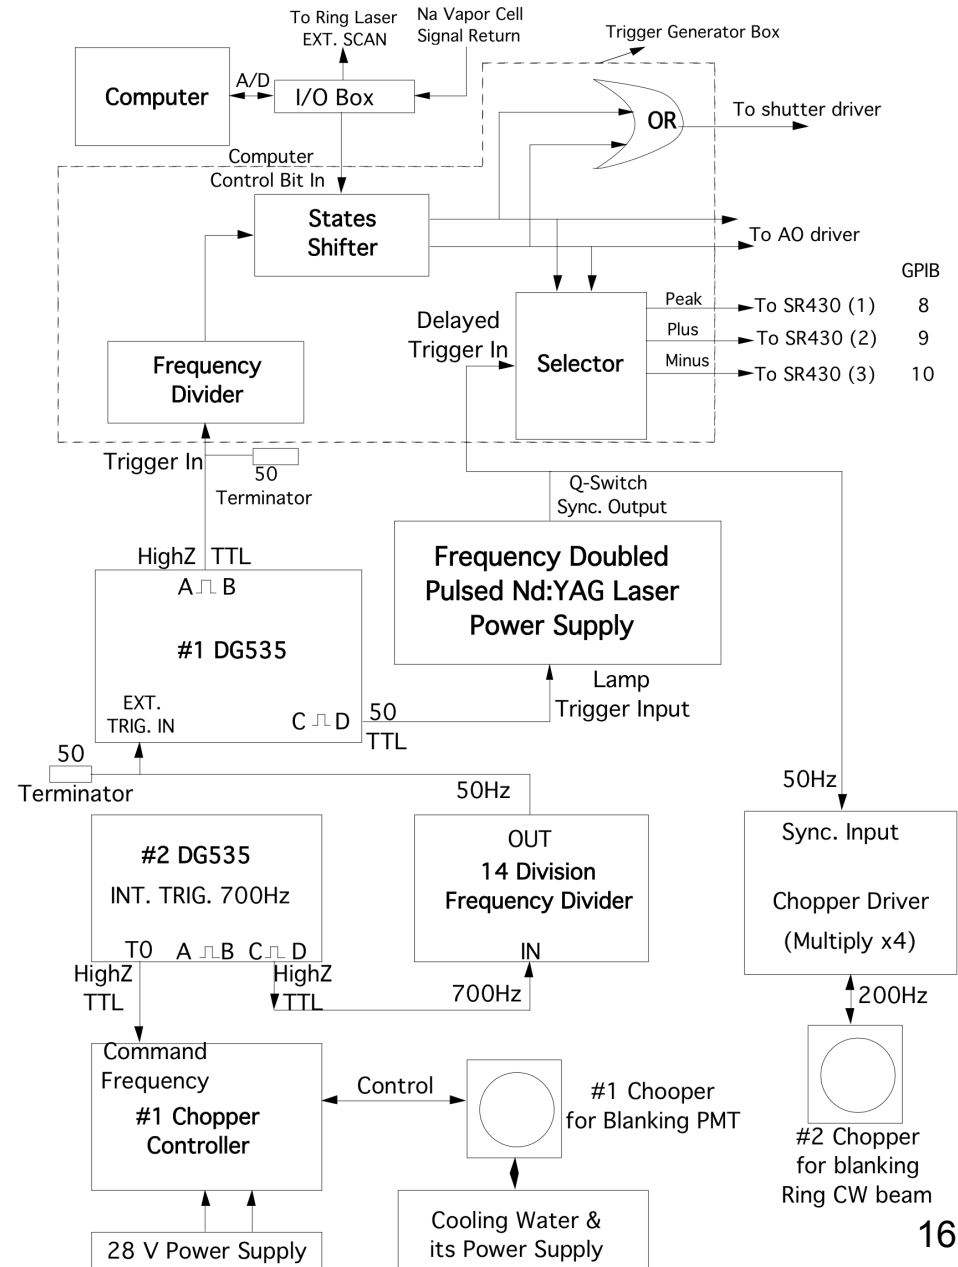 To Ring Laser
EXT. SCAN
Na Vapor Cell
Signal Return
Trigger Generator Box
Computer
A/D
I/O Box
OR
To shutter driver
Computer
Control Bit In
States
Shifter
To AO driver
GPIB
Delayed
Trigger In
Selector
Peak
To SR430 (1)
8
Plus
To SR430 (2)
9
Minus
To SR430 (3)
10
Frequency
Divider
Trigger In
50
Terminator
Q-Switch
Sync. Output
HighZ
TTL
A B
#1 DG535
EXT.
TRIG. IN
C D
50
TTL
Frequency Doubled
Pulsed Nd:YAG Laser
Power Supply
Lamp
Trigger Input
50
Terminator
50Hz
50Hz
#2 DG535
INT. TRIG. 700Hz
T0 A B C D
OUT
14 Division
Frequency Divider
IN
Sync. Input
Chopper Driver
(Multiply x4)
HighZ
TTL
HighZ
TTL
700Hz
200Hz
Command
Frequency
#1 Chopper
Controller
Control
#1 Chooper
for Blanking PMT
#2 Chopper
for blanking
Ring CW beam
28 V Power Supply
Cooling Water &
its Power Supply
16